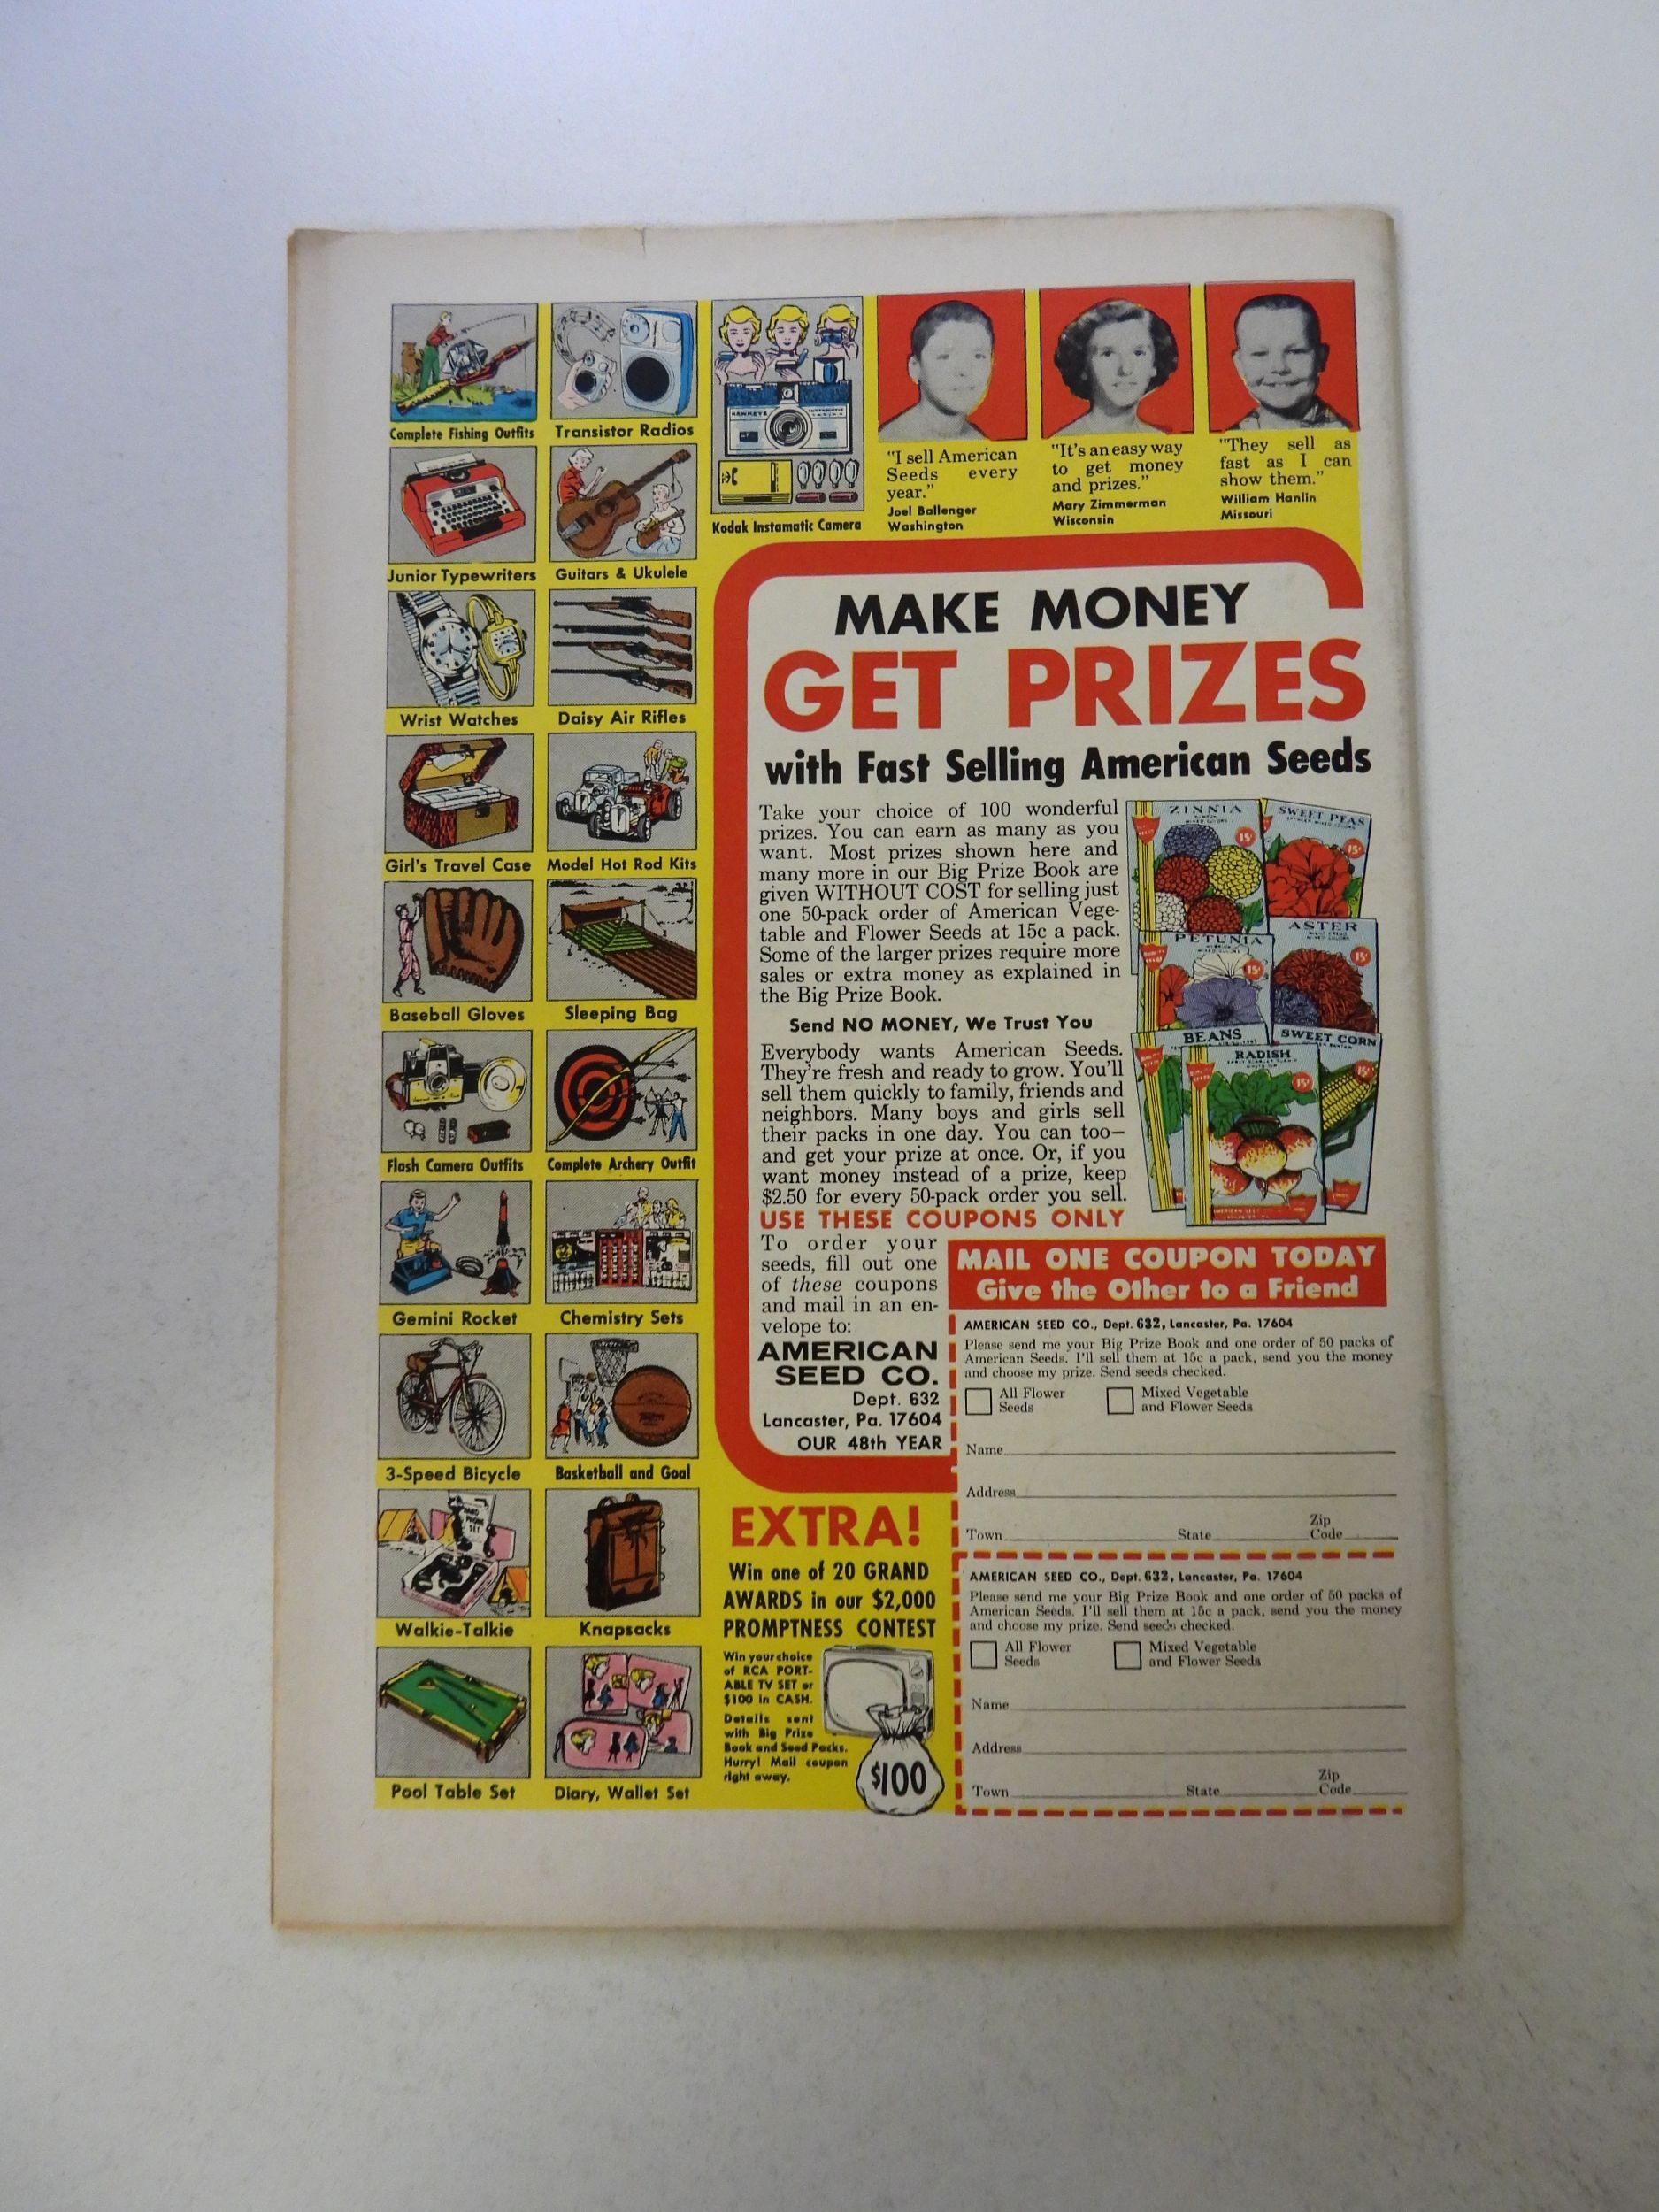 Complete Fishing Outfits
Transistor Radios
HAWKEYE INSTAMATIC
Kodak Instamatic Camera
"I sell American
Seeds every
year."
Joel Ballenger
Washington
"It's an easy way
to get money
and prizes."
Mary Zimmerman
Wisconsin
"They sell as
fast as I can
show them."
William Hanlin
Missouri
Junior Typewriters
Guitars & Ukulele
Wrist Watches
Daisy Air Rifles
Girl's Travel Case
Model Hot Rod Kits
Baseball Gloves
Sleeping Bag
Flash Camera Outfits
Complete Archery Outfit
Gemini Rocket
Chemistry Sets
3-Speed Bicycle
Basketball and Goal
Walkie-Talkie
Knapsacks
Pool Table Set
Diary, Wallet Set
MAKE MONEY
GET PRIZES
with Fast Selling American Seeds
Take your choice of 100 wonderful
prizes. You can earn as many as you
want. Most prizes shown here and
many more in our Big Prize Book are
given WITHOUT COST for selling just
one 50-pack order of American Vege-
table and Flower Seeds at 15c a pack.
Some of the larger prizes require more
sales or extra money as explained in
the Big Prize Book.
Send NO MONEY, We Trust You
Everybody wants American Seeds.
They're fresh and ready to grow. You'll
sell them quickly to family, friends and
neighbors. Many boys and girls sell
their packs in one day. You can too—
and get your prize at once. Or, if you
want money instead of a prize, keep
$2.50 for every 50-pack order you sell.
USE THESE COUPONS ONLY
To order your
seeds, fill out one
of these coupons
and mail in an en-
velope to:
AMERICAN
SEED CO.
Dept. 632
Lancaster, Pa. 17604
OUR 48th YEAR
ZINNIA
15¢
SWEET PEAS
15¢
PETUNIA
15¢
ASTER
15¢
BEANS
SWEET CORN
15¢
RADISH
15¢
MAIL ONE COUPON TODAY
Give the Other to a Friend
AMERICAN SEED CO., Dept. 632, Lancaster, Pa. 17604
Please send me your Big Prize Book and one order of 50 packs of
American Seeds. I'll sell them at 15c a pack, send you the money
and choose my prize. Send seeds checked.
All Flower
Seeds
Mixed Vegetable
and Flower Seeds
Name
Address
Town State Zip Code
AMERICAN SEED CO., Dept. 632, Lancaster, Pa. 17604
Please send me your Big Prize Book and one order of 50 packs of
American Seeds. I'll sell them at 15c a pack, send you the money
and choose my prize. Send seeds checked.
All Flower
Seeds
Mixed Vegetable
and Flower Seeds
Name
Address
Town State Zip Code
EXTRA!
Win one of 20 GRAND
AWARDS in our $2,000
PROMPTNESS CONTEST
Win your choice
of RCA PORT-
ABLE TV SET or
$100 in CASH.
Details sent
with Big Prize
Book and Seed Packs.
Hurry! Mail coupon
right away.
$100